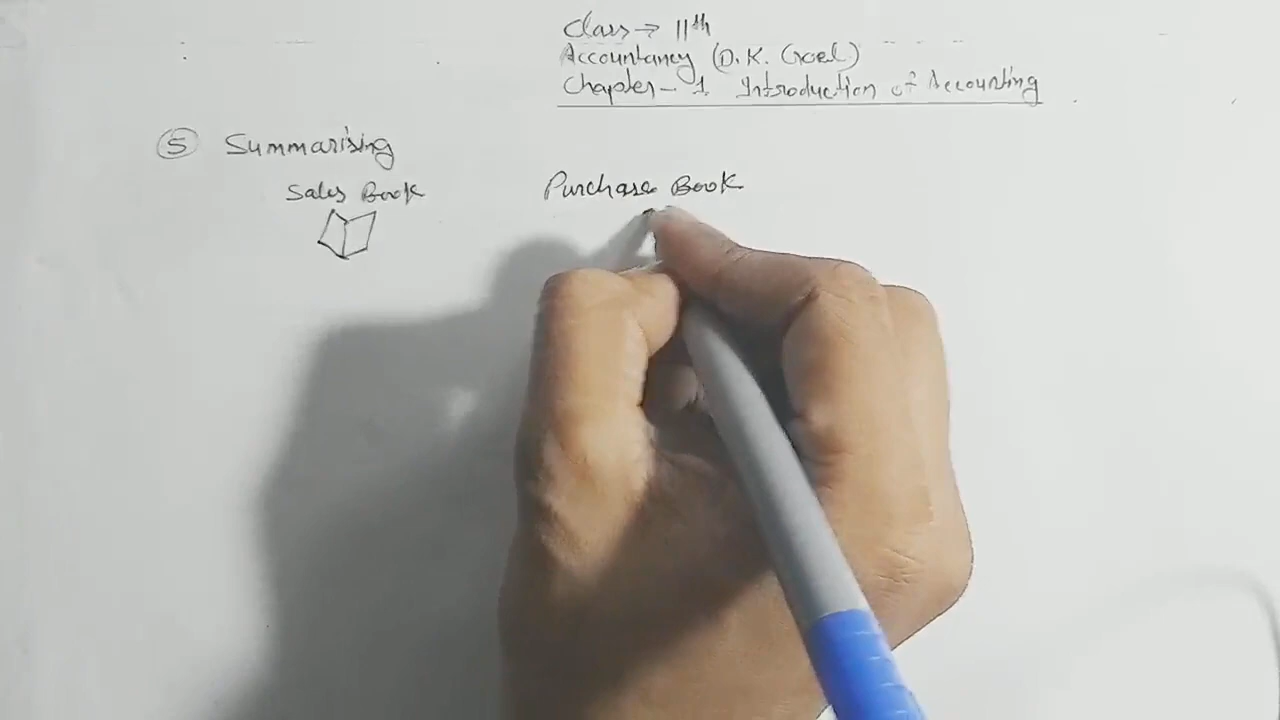 Class → 11th
Accountancy (D.K. Goel)
Chapter - 1 Introduction of Accounting
5 Summarising
Sales Book Purchase Book